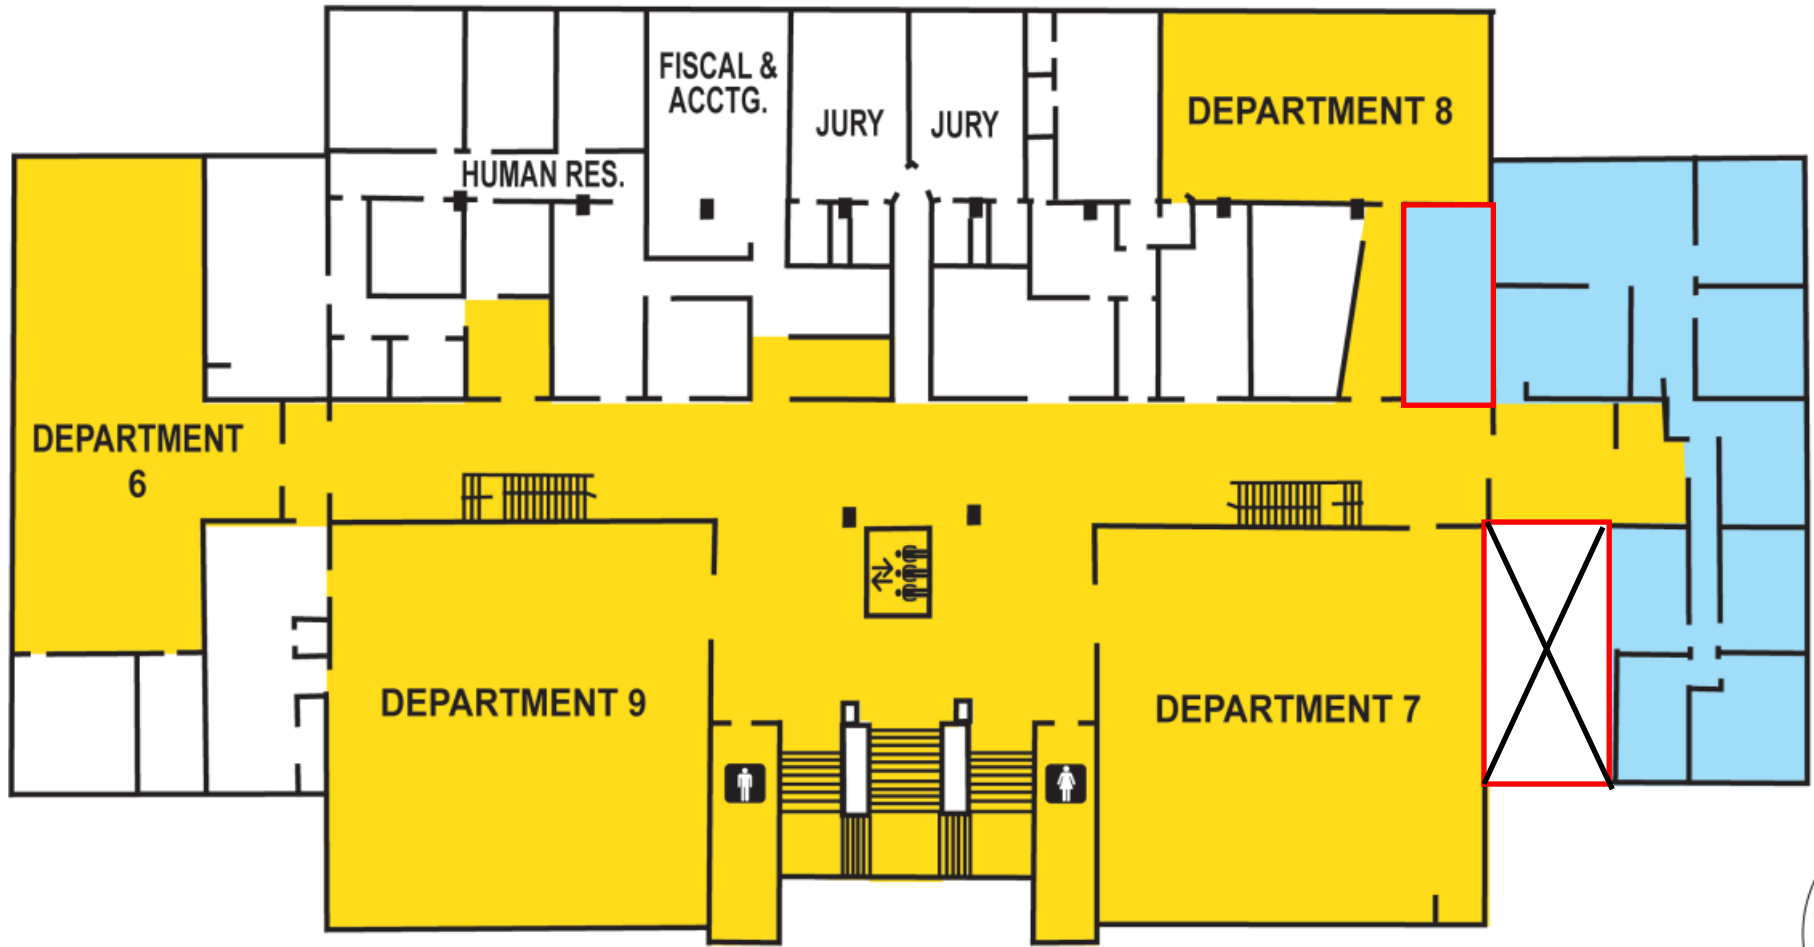 FISCAL &
ACCTG.
JURY
JURY
DEPARTMENT 8
HUMAN RES.
DEPARTMENT
6
DEPARTMENT 9
DEPARTMENT 7